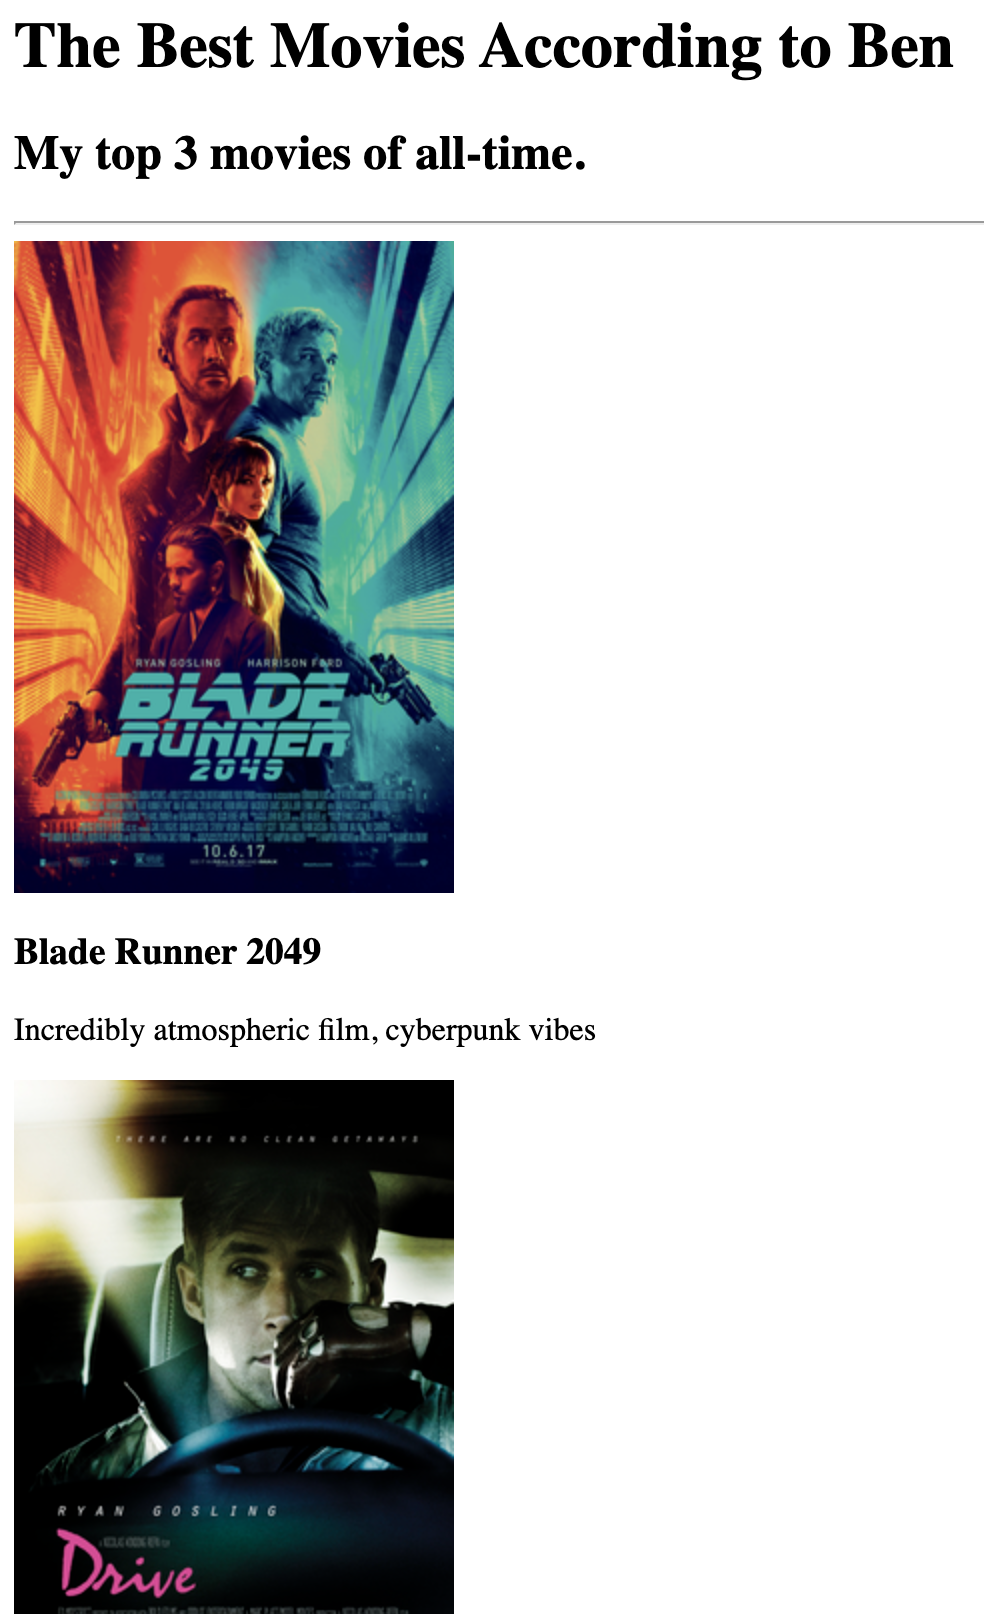 The Best Movies According to Ben
My top 3 movies of all-time.
RYAN GOSLING HARRISON FORD
BLADE
RUNNER
2049
10.6.17
Blade Runner 2049
Incredibly atmospheric film, cyberpunk vibes
THERE ARE NO CLEAN GETAWAYS
RYAN GOSLING
Drive